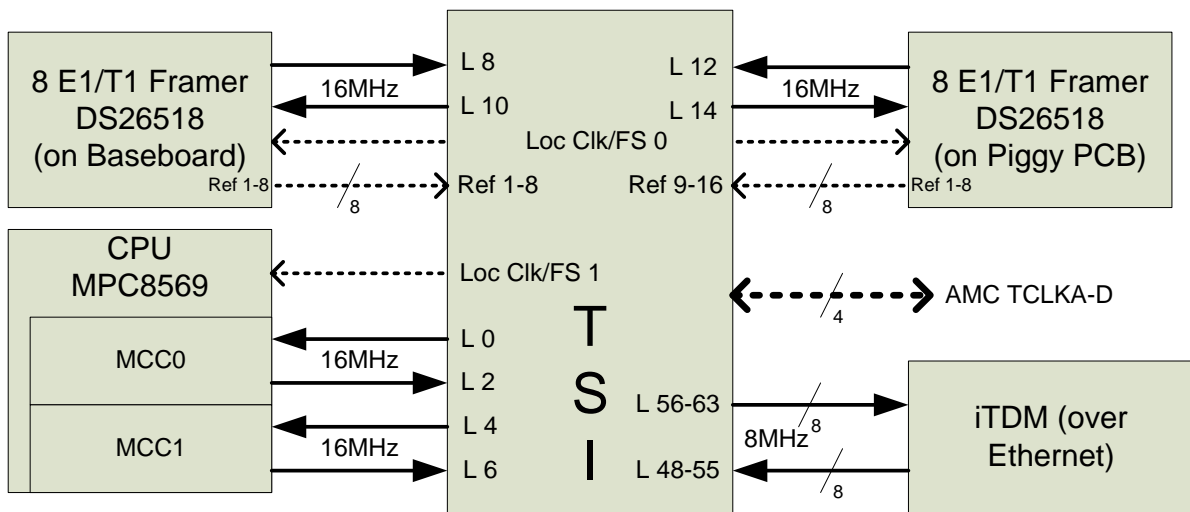 8 E1/T1 Framer
DS26518
(on Baseboard)
Ref 1-8
16MHz
8
L 8
L 10
Loc Clk/FS 0
Ref 1-8
L 12
L 14
Ref 9-16
16MHz
8
8 E1/T1 Framer
DS26518
(on Piggy PCB)
Ref 1-8
CPU
MPC8569
MCC0
MCC1
16MHz
16MHz
Loc Clk/FS 1
L 0
L 2
L 4
L 6
T
S
I
4
AMC TCLKA-D
L 56-63
L 48-55
8
8MHz
8
iTDM (over
Ethernet)